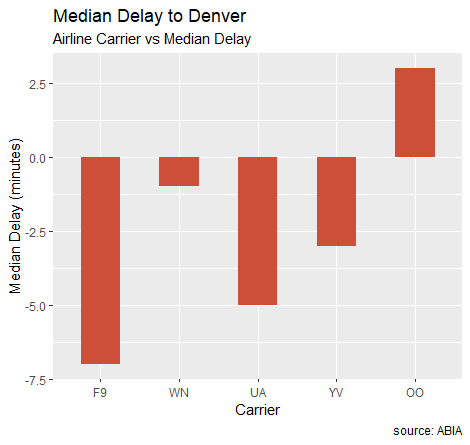 Median Delay to Denver
Airline Carrier vs Median Delay
Median Delay (minutes)
2.5
0.0
-2.5
-5.0
-7.5
F9 WN UA YV OO
Carrier
source: ABIA